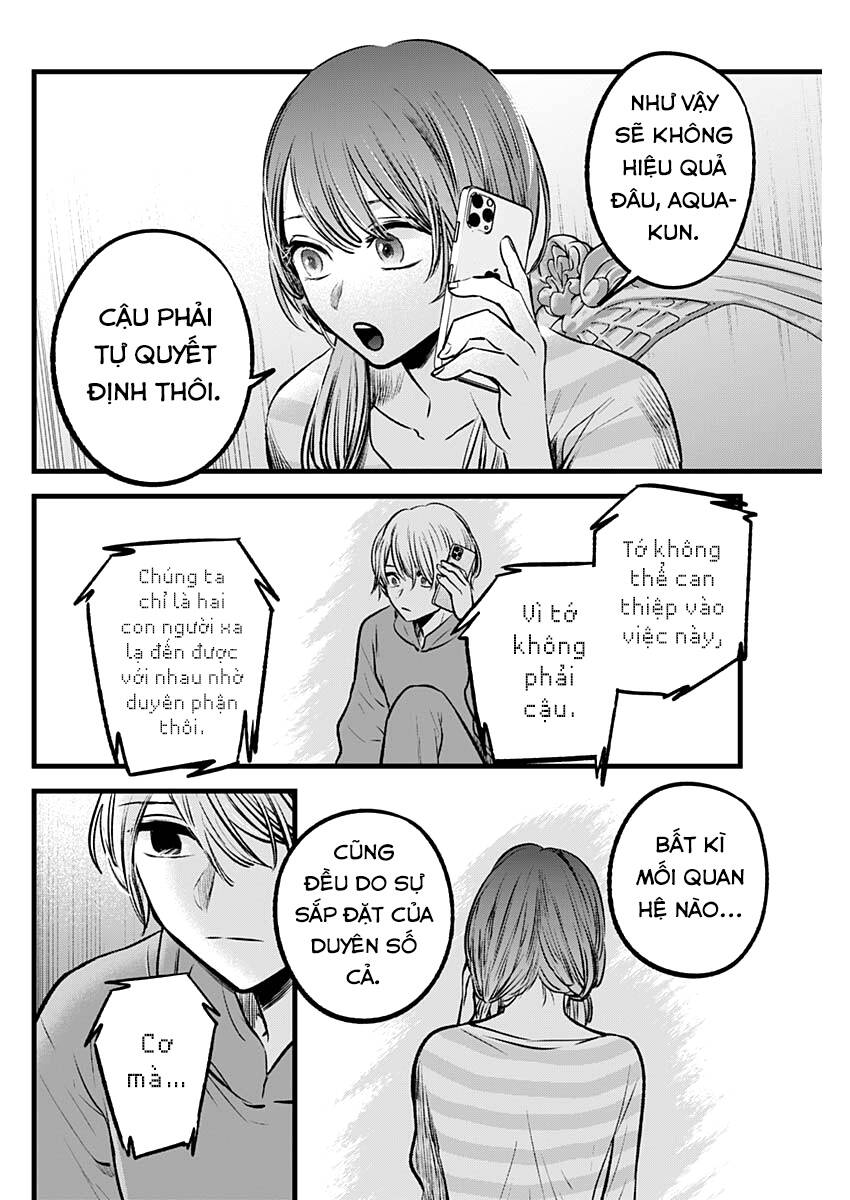 NHƯ VẬY
SẼ KHÔNG
HIỆU QUẢ
ĐÂU, AQUA-
KUN.
CẬU PHẢI
TỰ QUYẾT
ĐỊNH THÔI.
Tớ không
thể can
thiệp vào
việc này,
Vì tớ
không
phải
cậu.
Chúng ta
chỉ là hai
con người xa
lạ đến được
với nhau nhờ
duyên phận
thôi.
BẤT KÌ
MỐI QUAN
HỆ NÀO...
CŨNG
ĐỀU DO SỰ
SẮP ĐẶT CỦA
DUYÊN SỐ
CẢ.
Cơ
mà...